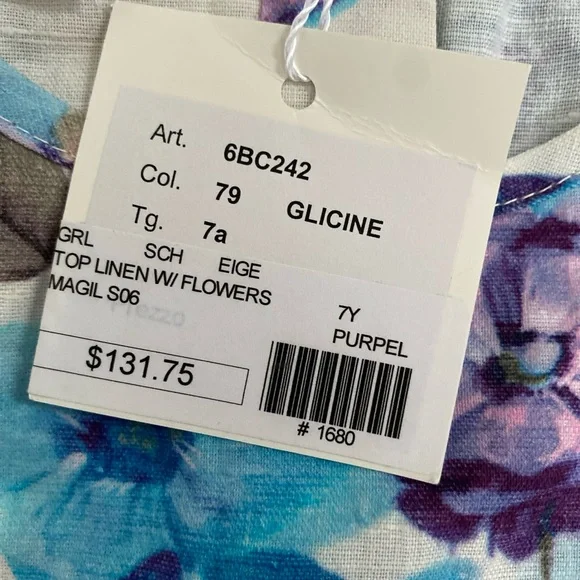 Art. 6BC242
Col. 79 GLICINE
Tg. 7a
GRL SCH EIGE
TOP LINEN W/ FLOWERS 7Y
MAGIL S06 PURPEL
Prezzo
$131.75
# 1680